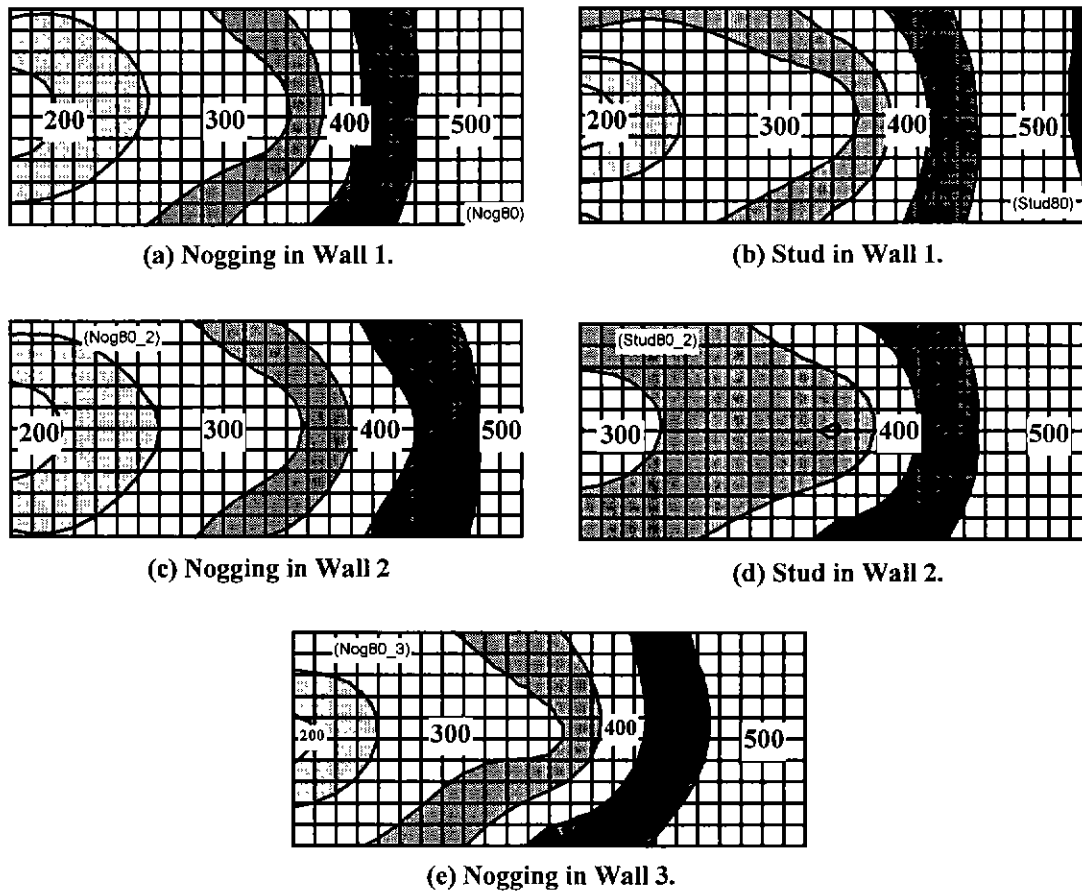 200
300
400
500
(Nog80)
(a) Nogging in Wall 1.
200
300
400
500
(Stud80)
(b) Stud in Wall 1.
(Nog80_2)
200
300
400
500
(c) Nogging in Wall 2
(Stud80_2)
300
400
500
(d) Stud in Wall 2.
(Nog80_3)
200
300
400
500
(e) Nogging in Wall 3.